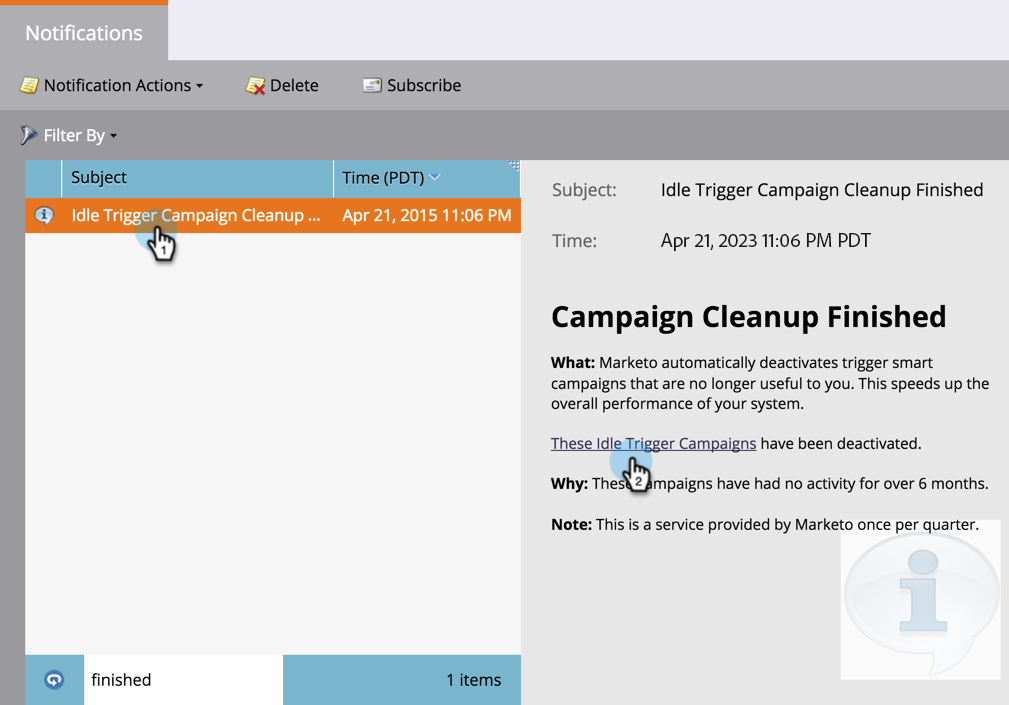 Notifications
Notification Actions
Delete
Subscribe
Filter By
Subject
Time (PDT)
Idle Trigger Campaign Cleanup ...
Apr 21, 2015 11:06 PM
1
Subject:
Idle Trigger Campaign Cleanup Finished
Time:
Apr 21, 2023 11:06 PM PDT
Campaign Cleanup Finished
What: Marketo automatically deactivates trigger smart
campaigns that are no longer useful to you. This speeds up the
overall performance of your system.
These Idle Trigger Campaigns have been deactivated.
2
Why: These campaigns have had no activity for over 6 months.
Note: This is a service provided by Marketo once per quarter.
finished
1 items